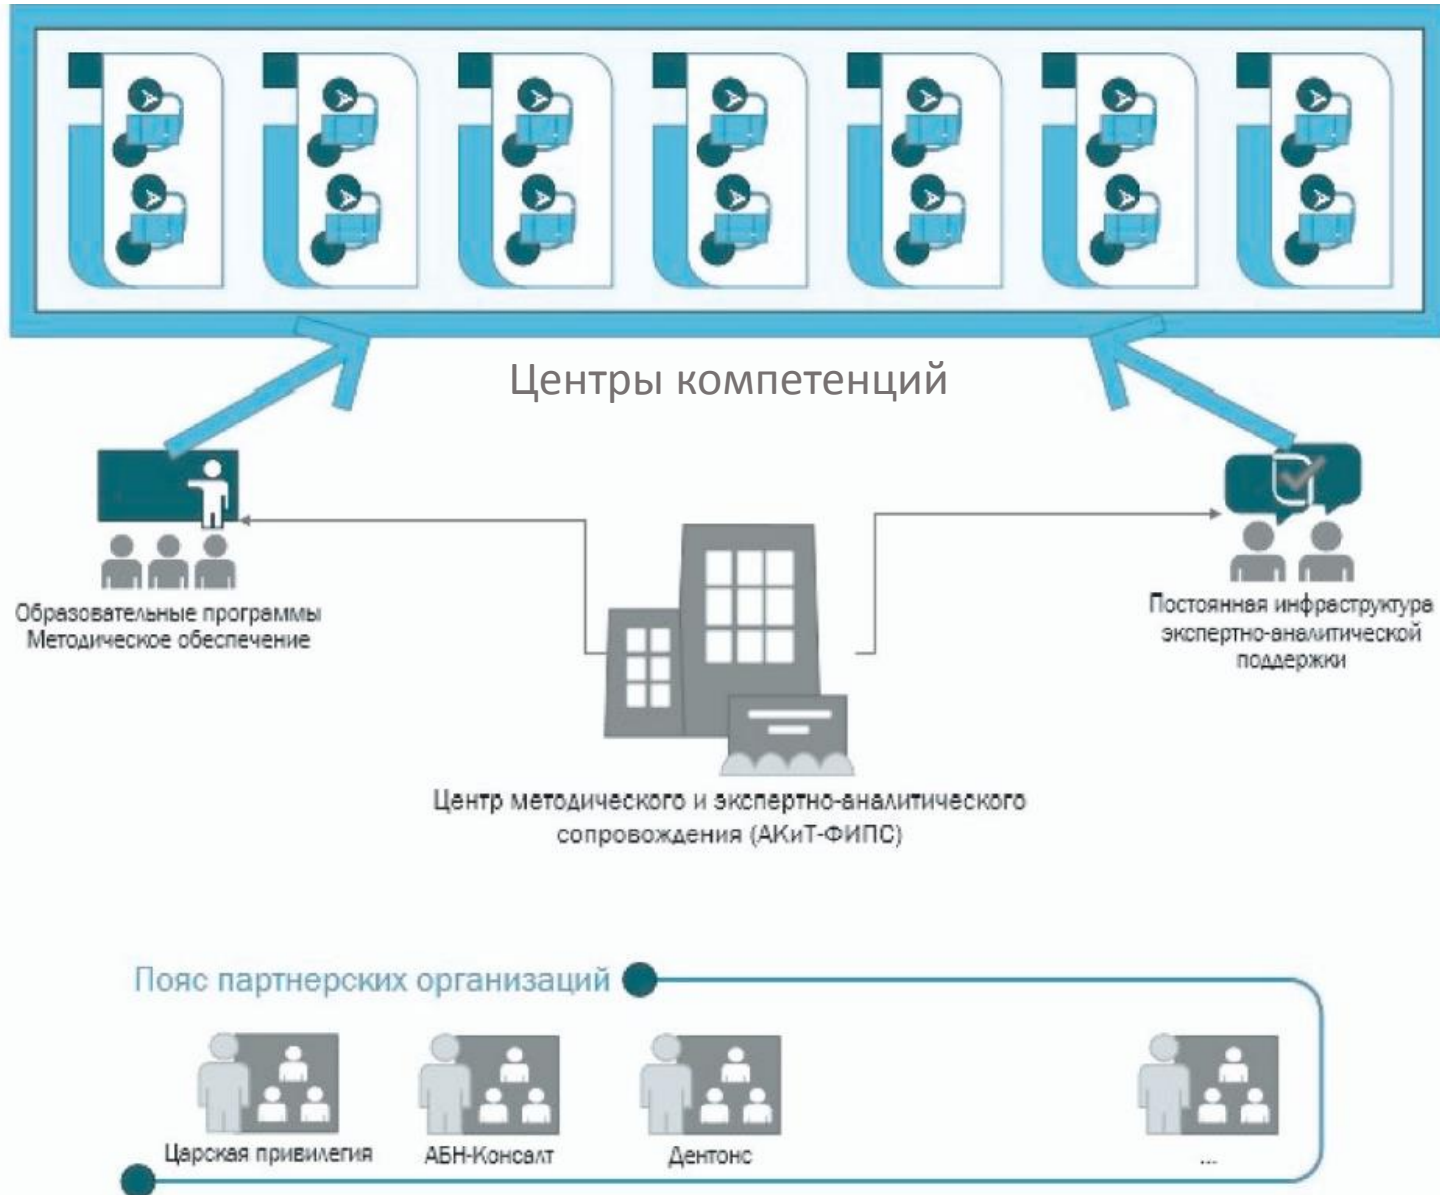 Центры компетенций
Образовательные программы
Методическое обеспечение
Постоянная инфраструктура
экспертно-аналитической
поддержки
Центр методического и экспертно-аналитического
сопровождения (АКиТ-ФИПС)
Пояс партнерских организаций
Царская привилегия
АБН-Консалт
Дентонс
...